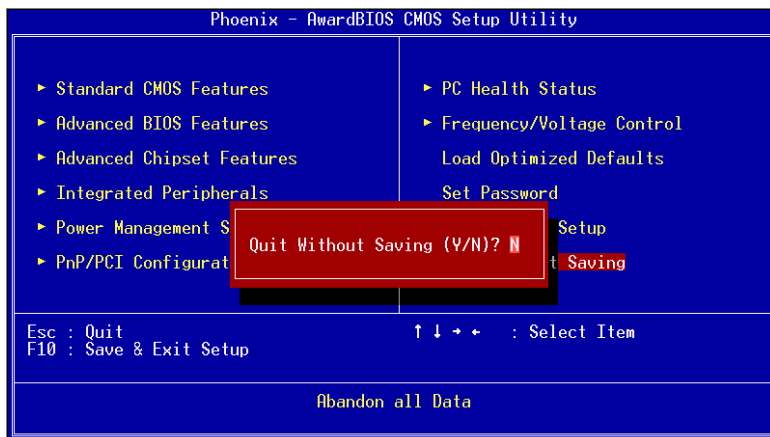 Phoenix - AwardBIOS CMOS Setup Utility
► Standard CMOS Features
► Advanced BIOS Features
► Advanced Chipset Features
► Integrated Peripherals
► Power Management S
► PnP/PCI Configurat
► PC Health Status
► Frequency/Voltage Control
Load Optimized Defaults
Set Password
Setup
t Saving
Quit Without Saving (Y/N)? N
Esc : Quit
F10 : Save & Exit Setup
↑ ↓ → ← : Select Item
Abandon all Data